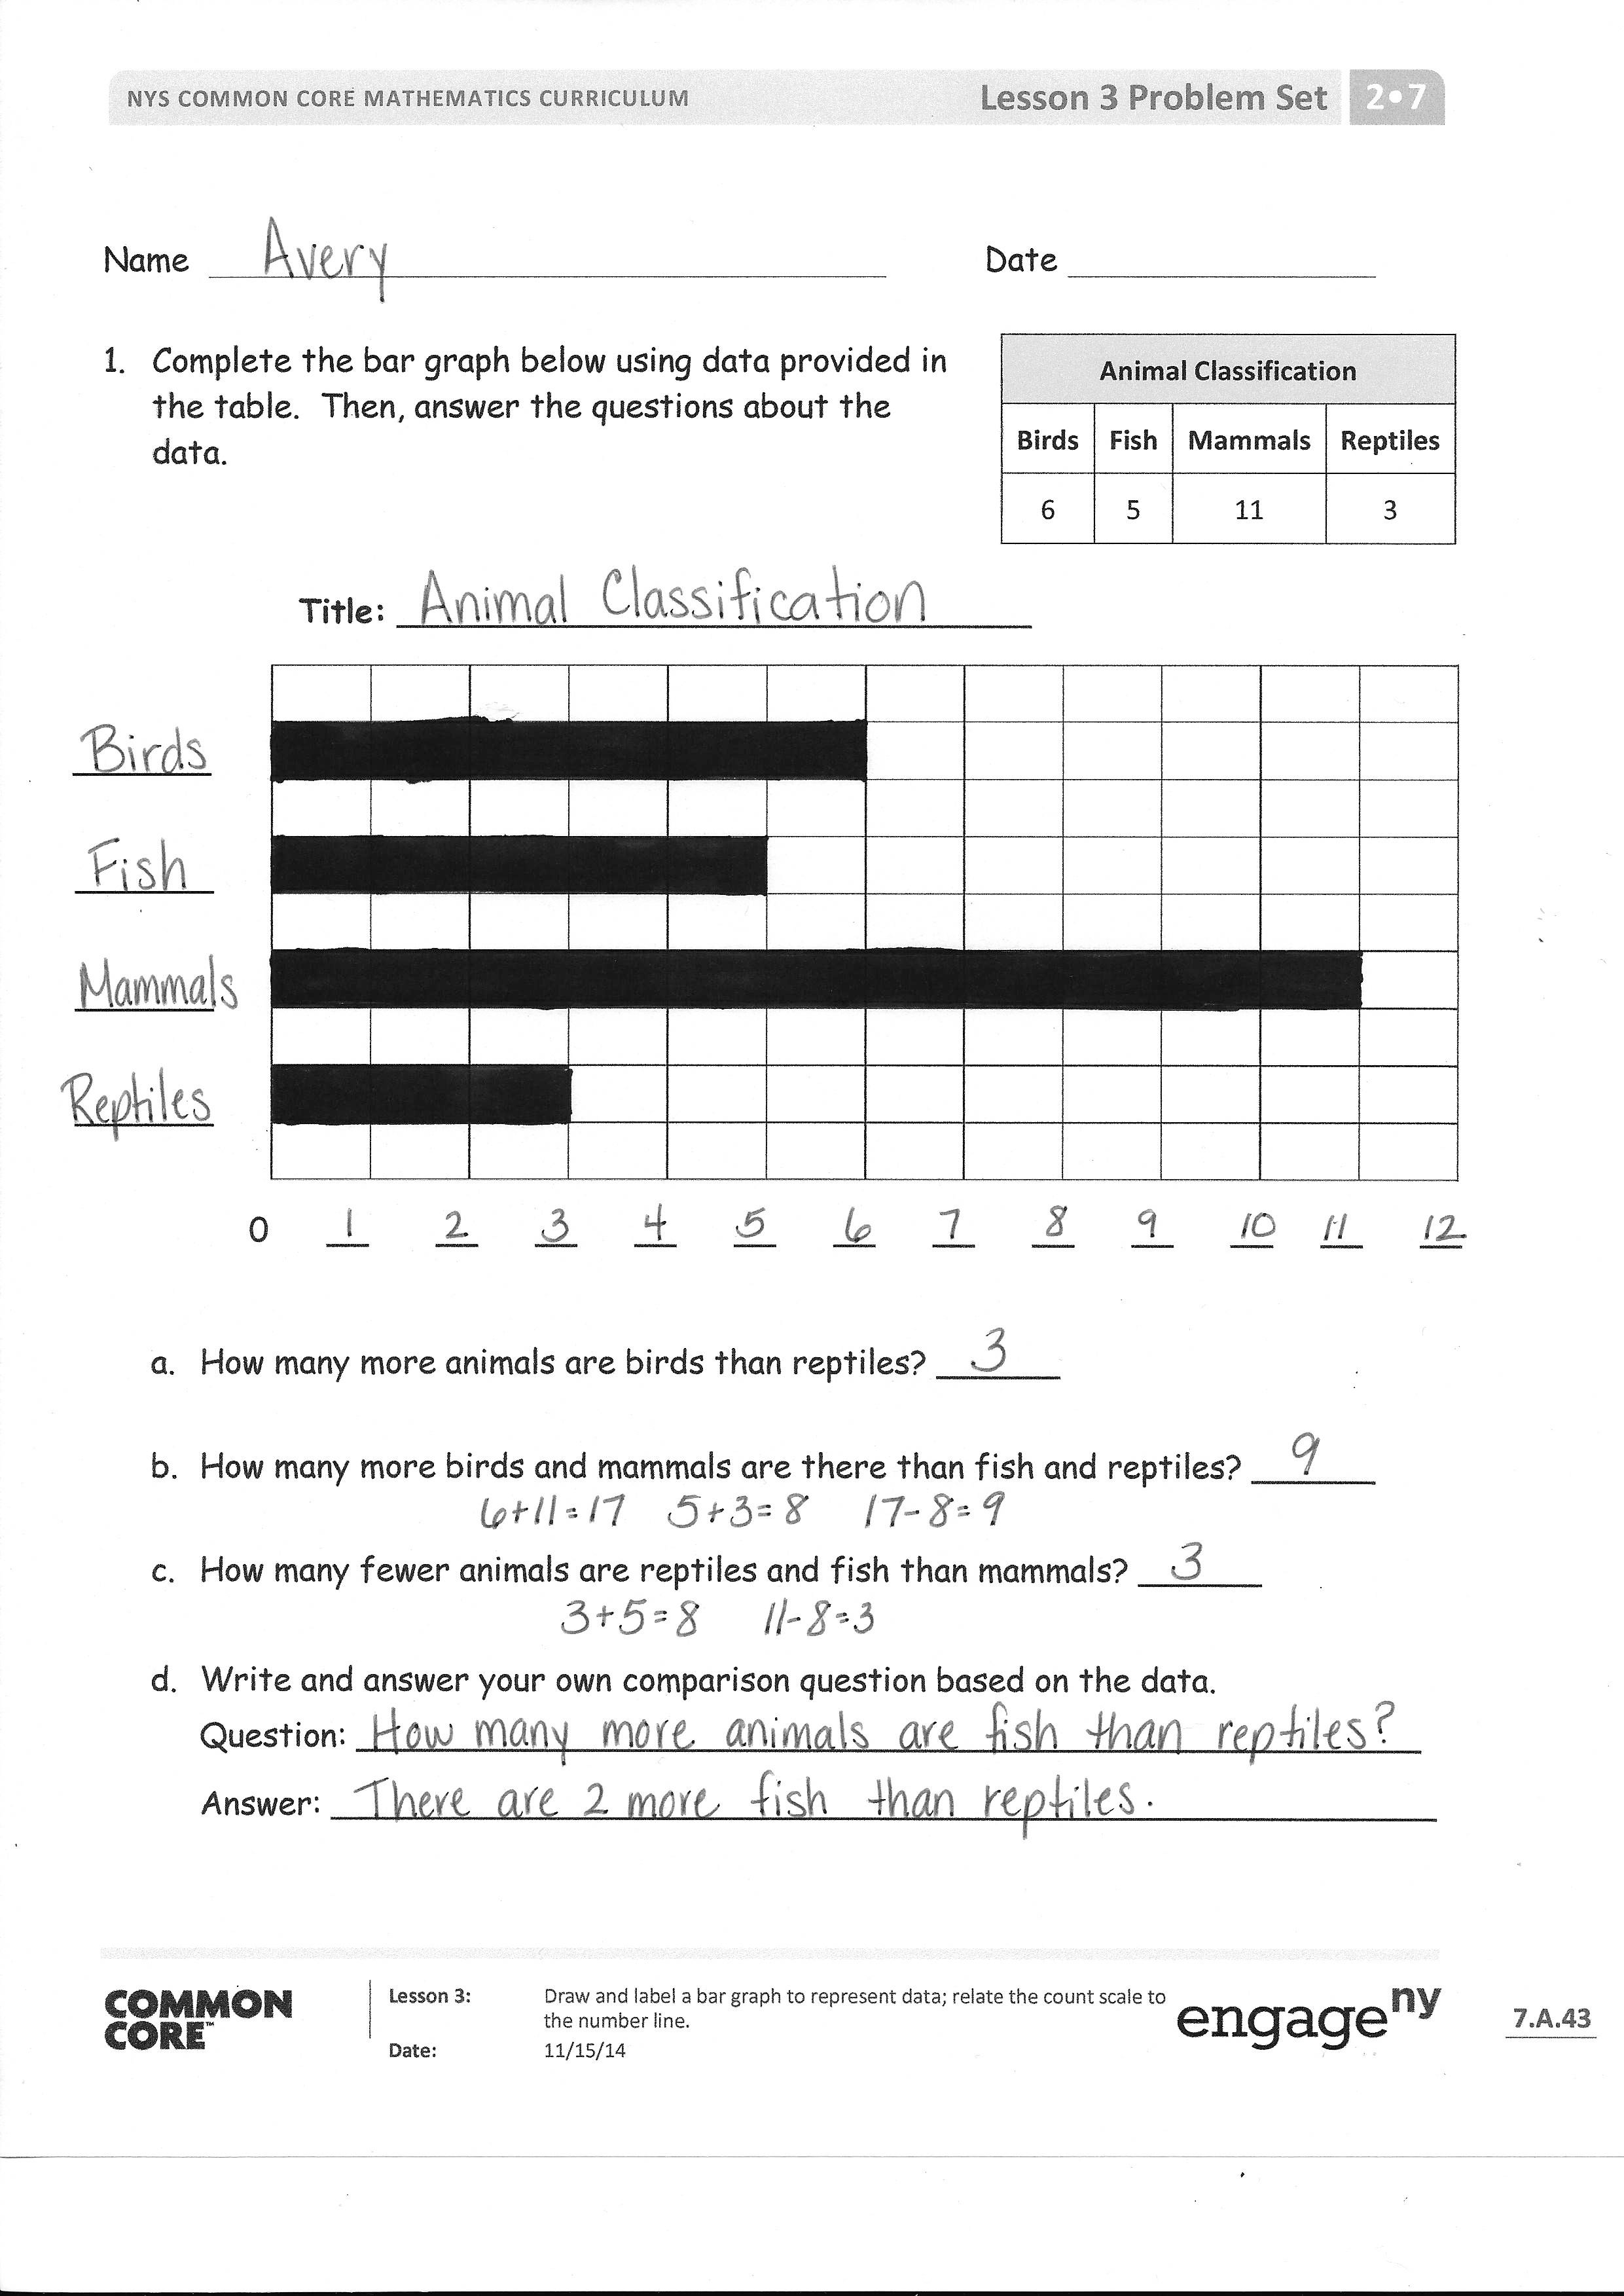 NYS COMMON CORE MATHEMATICS CURRICULUM Lesson 3 Problem Set 2•7
Name Avery Date
1. Complete the bar graph below using data provided in
the table. Then, answer the questions about the
data.
Animal Classification
Birds Fish Mammals Reptiles
6 5 11 3
Title: Animal Classification
Birds
Fish
Mammals
Reptiles
0 1 2 3 4 5 6 7 8 9 10 11 12
a. How many more animals are birds than reptiles? 3
b. How many more birds and mammals are there than fish and reptiles? 9
6+11=17 5+3=8 17-8=9
c. How many fewer animals are reptiles and fish than mammals? 3
3+5=8 11-8=3
d. Write and answer your own comparison question based on the data.
Question: How many more animals are fish than reptiles?
Answer: There are 2 more fish than reptiles.
COMMON
CORE™
Lesson 3: Draw and label a bar graph to represent data; relate the count scale to
the number line.
Date: 11/15/14
engageny
7.A.43